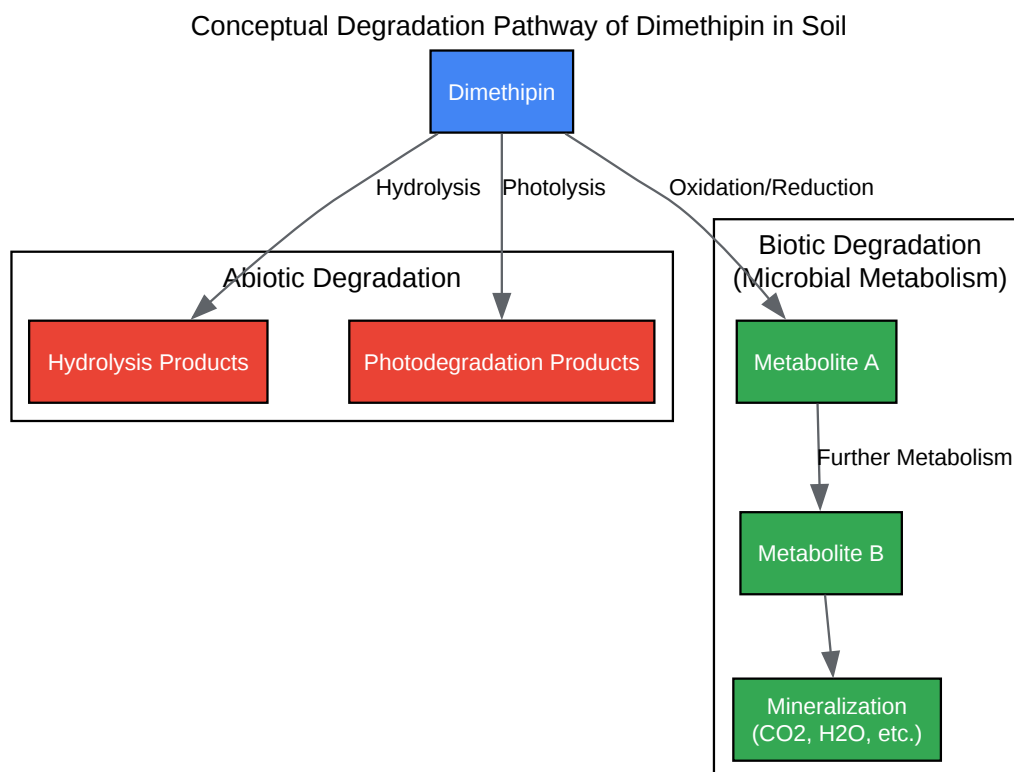 Conceptual Degradation Pathway of Dimethipin in Soil
Dimethipin
Hydrolysis
Photolysis
Oxidation/Reduction
Abiotic Degradation
Hydrolysis Products
Photodegradation Products
Biotic Degradation
(Microbial Metabolism)
Metabolite A
Further Metabolism
Metabolite B
Mineralization
(CO2, H2O, etc.)